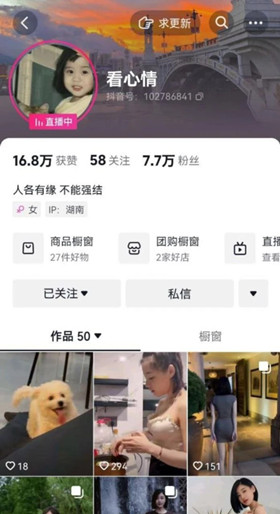 求更新
看心情
抖音号:102786841
直播中
16.8万 获赞 58 关注 7.7万 粉丝
人各有缘 不能强结
女 IP:湖南
商品橱窗 团购橱窗 直播
27件好物 2家好店 查看
已关注 私信
作品 50 橱窗
18 294 151